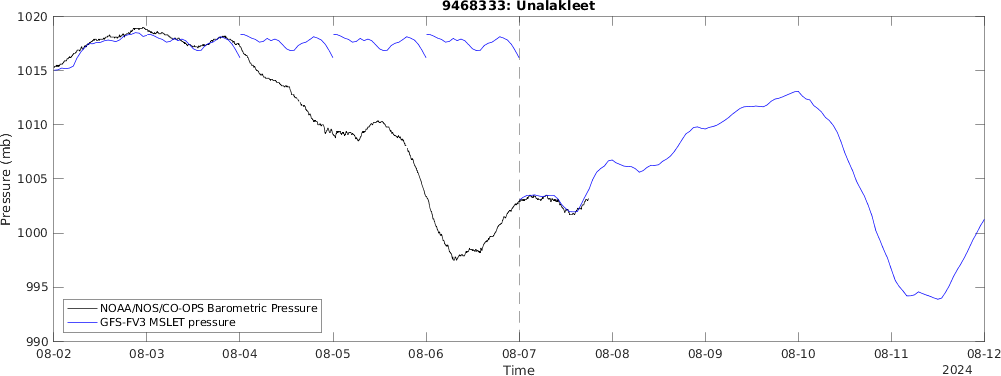 9468333: Unalakleet
Pressure (mb)
1020
1015
1010
1005
1000
995
990
NOAA/NOS/CO-OPS Barometric Pressure
GFS-FV3 MSLET pressure
08-02 08-03 08-04 08-05 08-06 08-07 08-08 08-09 08-10 08-11 08-12
Time
2024